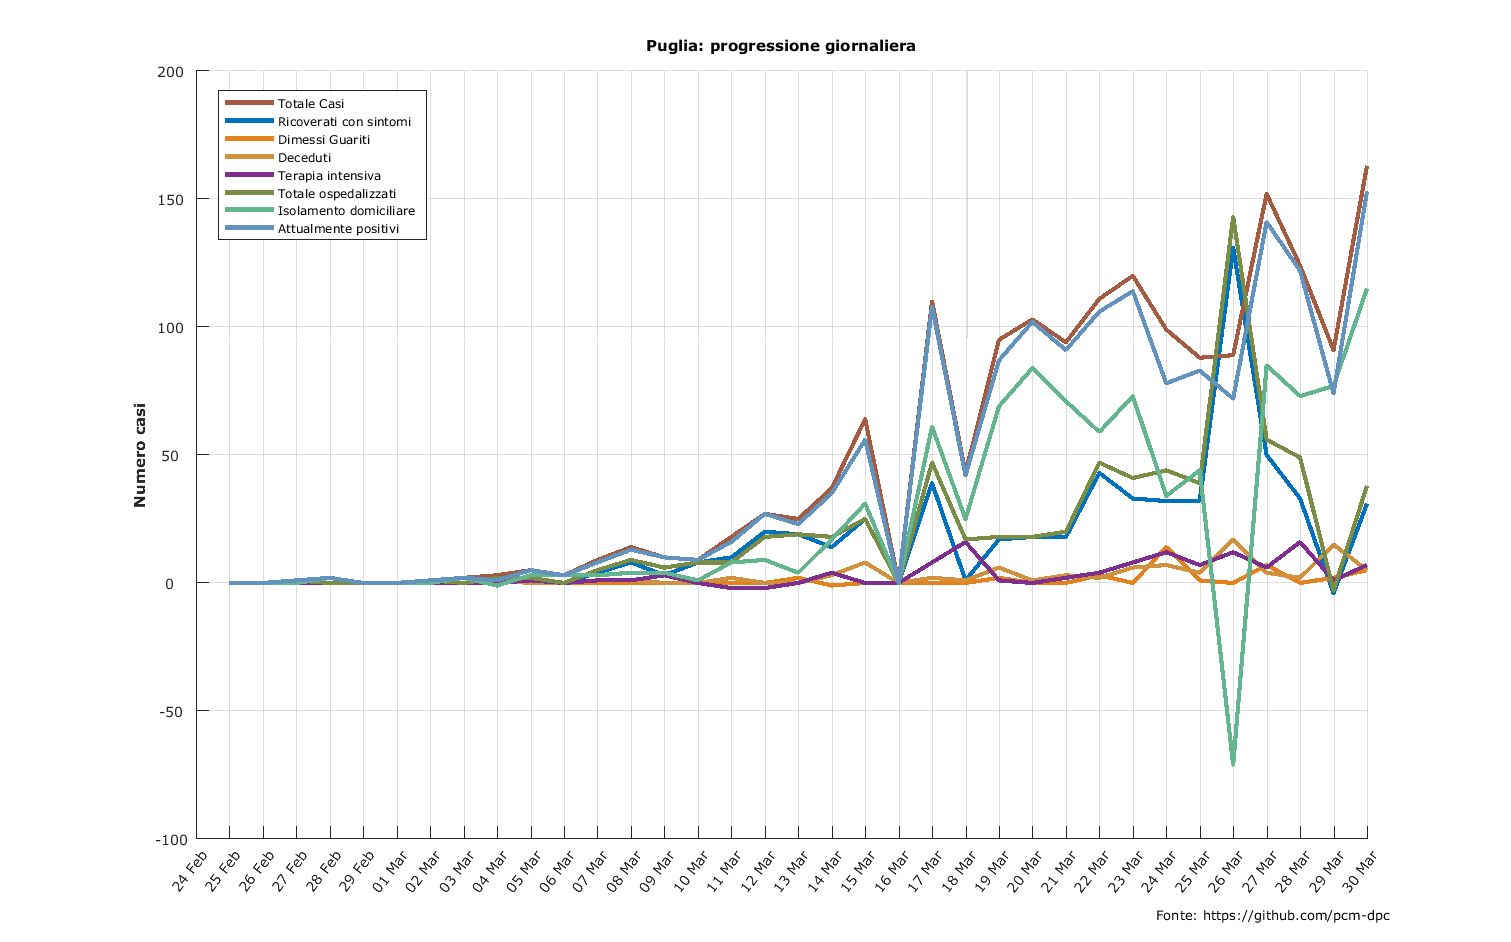 Puglia: progressione giornaliera
200
150
100
50
0
-50
-100
Numero casi
Totale Casi
Ricoverati con sintomi
Dimessi Guariti
Deceduti
Terapia intensiva
Totale ospedalizzati
Isolamento domiciliare
Attualmente positivi
24 Feb
25 Feb
26 Feb
27 Feb
28 Feb
29 Feb
01 Mar
02 Mar
03 Mar
04 Mar
05 Mar
06 Mar
07 Mar
08 Mar
09 Mar
10 Mar
11 Mar
12 Mar
13 Mar
14 Mar
15 Mar
16 Mar
17 Mar
18 Mar
19 Mar
20 Mar
21 Mar
22 Mar
23 Mar
24 Mar
25 Mar
26 Mar
27 Mar
28 Mar
29 Mar
30 Mar
Fonte: https://github.com/pcm-dpc